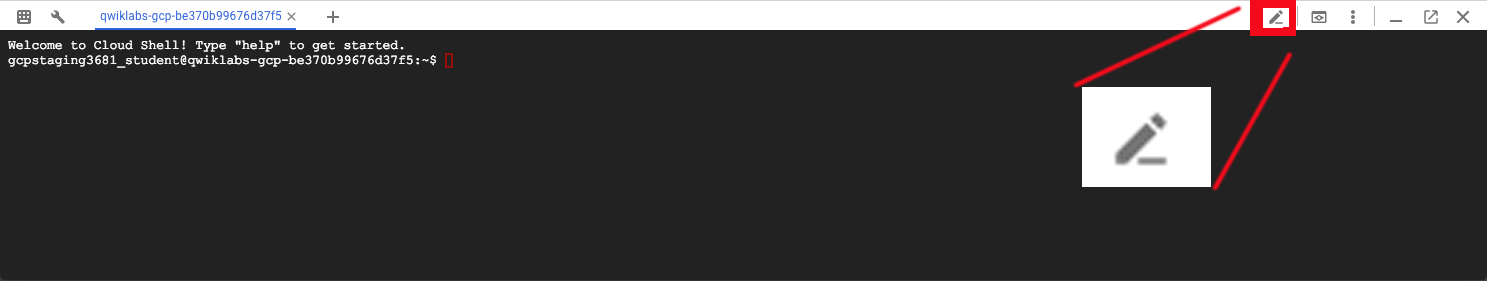 qwiklabs-gcp-be370b99676d37f5
Welcome to Cloud Shell! Type "help" to get started.
gcpstaging3681_student@qwiklabs-gcp-be370b99676d37f5:~$